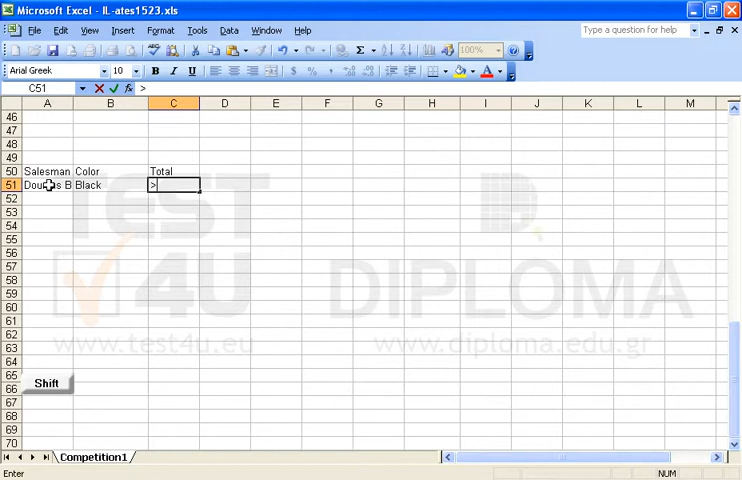 Microsoft Excel - IL-ates1523.xls
File Edit View Insert Format Tools Data Window Help Type a question for help
100%
Arial Greek 10 B I U $ % ,
C51 >
A B C D E F G H I J K L M
46
47
48
49
50 Salesman Color Total
51 Black >
52
53
54
55
56
57
58
59
60
61
62
63
64
65
66
67
68
69
70
TEST 4U DIPLOMA
www.test4u.eu www.diploma.edu.gr
Shift
Competition1
Enter NUM